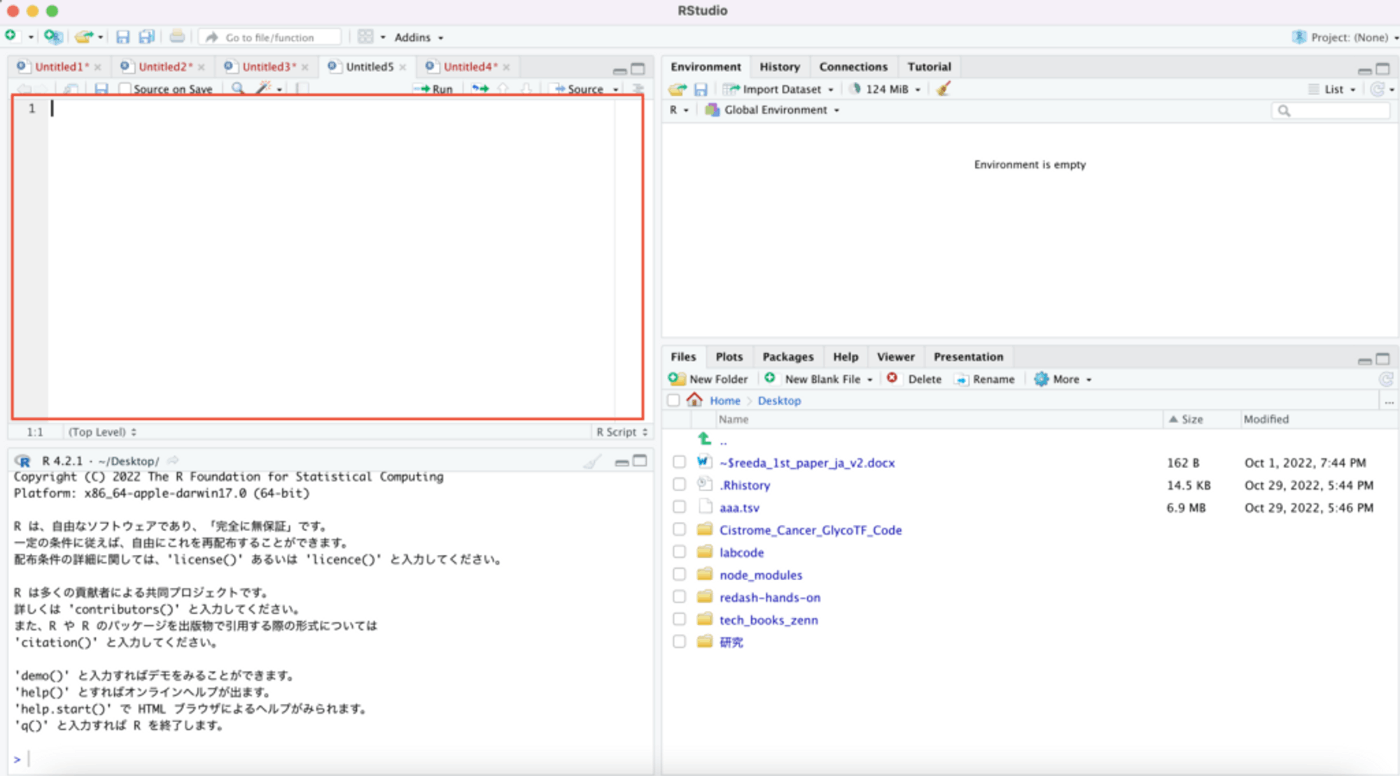 RStudio
Go to file/function
Addins
Project: (None)
Untitled1*
Untitled2*
Untitled3*
Untitled5
Untitled4*
Source on Save
Run
Source
1
1:1
(Top Level)
R Script
R 4.2.1 · ~/Desktop/
Copyright (C) 2022 The R Foundation for Statistical Computing
Platform: x86_64-apple-darwin17.0 (64-bit)
R は、自由なソフトウェアであり、「完全に無保証」です。
一定の条件に従えば、自由にこれを再配布することができます。
配布条件の詳細に関しては、'license()' あるいは 'licence()' と入力してください。
R は多くの貢献者による共同プロジェクトです。
詳しくは 'contributors()' と入力してください。
また、R や R のパッケージを出版物で引用する際の形式については
'citation()' と入力してください。
'demo()' と入力すればデモをみることができます。
'help()' とすればオンラインヘルプが出ます。
'help.start()' で HTML ブラウザによるヘルプがみられます。
'q()' と入力すれば R を終了します。
>
Environment History Connections Tutorial
Import Dataset 124 MiB List
R Global Environment
Environment is empty
Files Plots Packages Help Viewer Presentation
New Folder New Blank File Delete Rename More
Home Desktop ...
Name Size Modified
..
~$reeda_1st_paper_ja_v2.docx 162 B Oct 1, 2022, 7:44 PM
.Rhistory 14.5 KB Oct 29, 2022, 5:44 PM
aaa.tsv 6.9 MB Oct 29, 2022, 5:46 PM
Cistrome_Cancer_GlycoTF_Code
labcode
node_modules
redash-hands-on
tech_books_zenn
研究